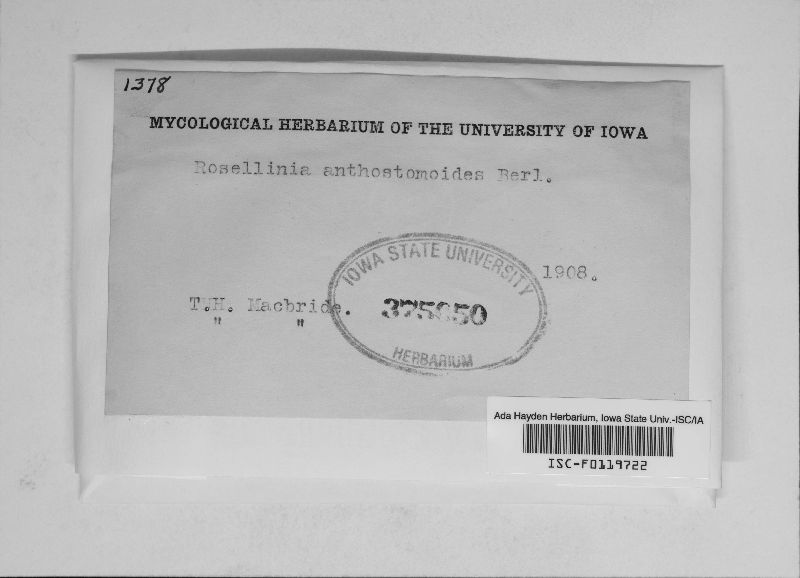 1378
MYCOLOGICAL HERBARIUM OF THE UNIVERSITY OF IOWA
Rosellinia anthostomoides Berl.
IOWA STATE UNIVERSITY
1908.
T.H. Macbride.
" "
HERBARIUM
Ada Hayden Herbarium, Iowa State Univ.-ISC/IA
ISC-F0119722